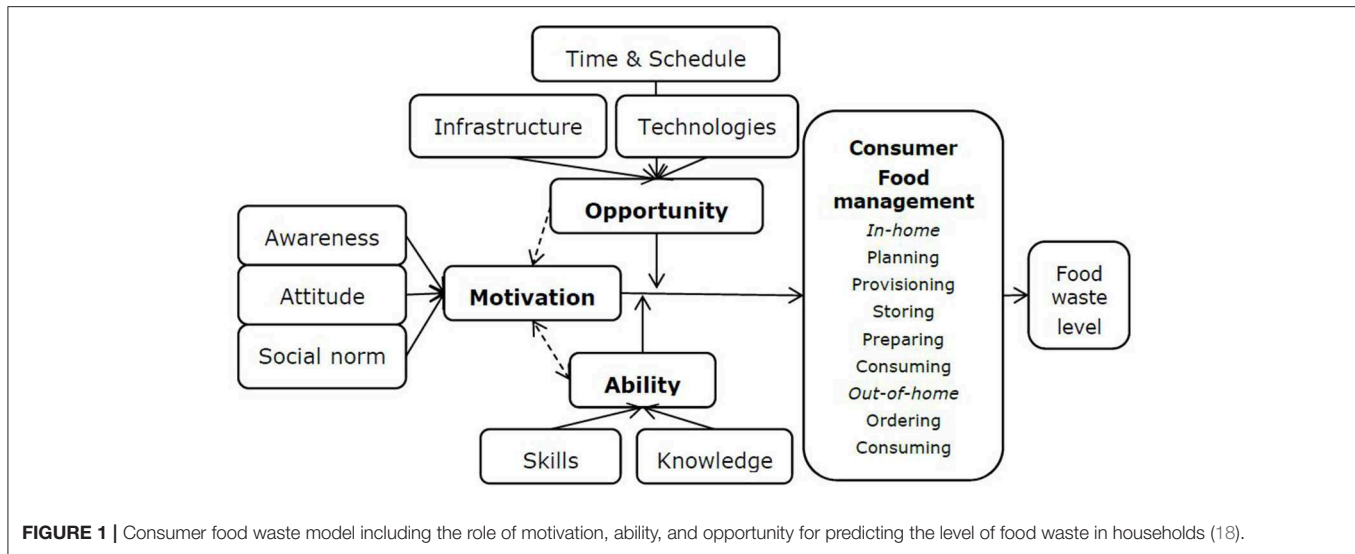 Time & Schedule
Infrastructure
Technologies
Opportunity
Awareness
Attitude
Social norm
Motivation
Ability
Skills
Knowledge
Consumer
Food
management
In-home
Planning
Provisioning
Storing
Preparing
Consuming
Out-of-home
Ordering
Consuming
Food
waste
level
FIGURE 1 | Consumer food waste model including the role of motivation, ability, and opportunity for predicting the level of food waste in households (18).